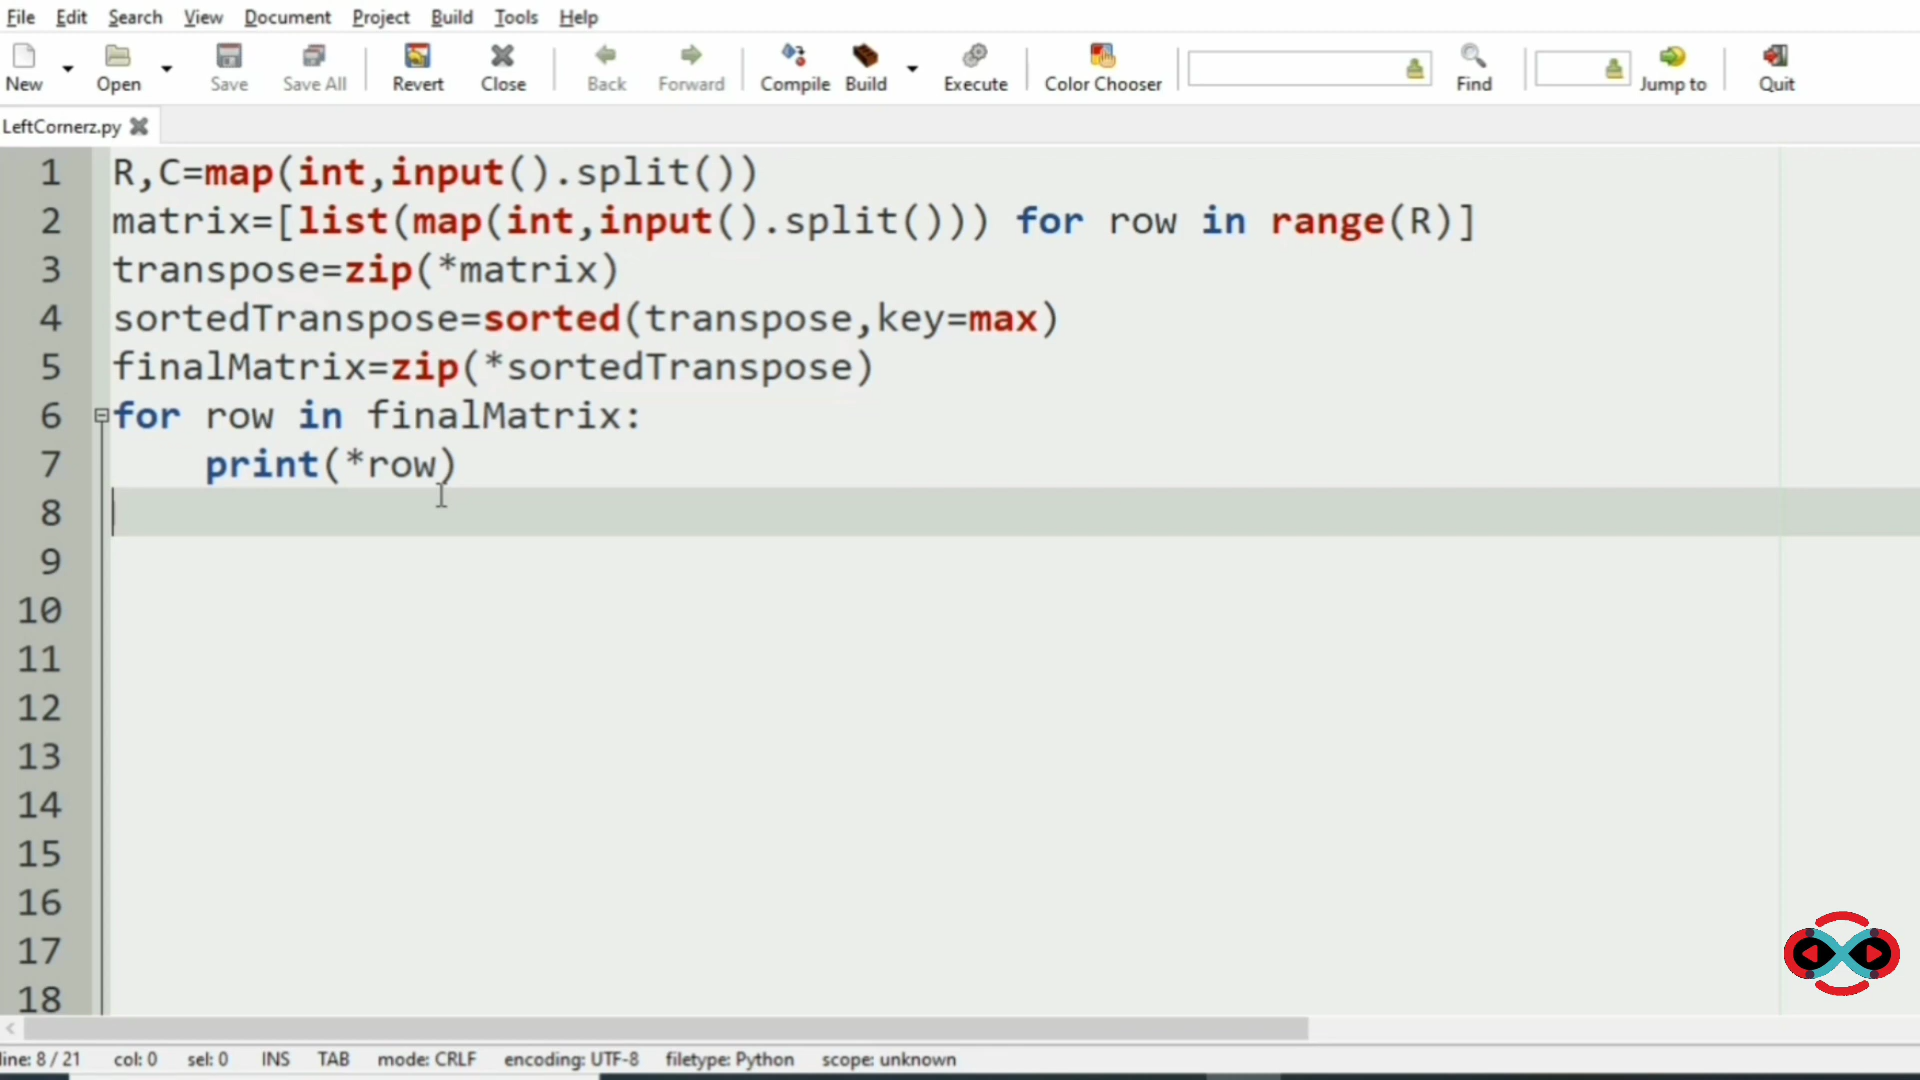 File Edit Search View Document Project Build Tools Help
New Open Save Save All Revert Close Back Forward Compile Build Execute Color Chooser Find Jump to Quit
LeftCornerz.py
1 R,C=map(int,input().split())
2 matrix=[list(map(int,input().split())) for row in range(R)]
3 transpose=zip(*matrix)
4 sortedTranspose=sorted(transpose,key=max)
5 finalMatrix=zip(*sortedTranspose)
6 for row in finalMatrix:
7 print(*row)
8
9
10
11
12
13
14
15
16
17
18
line: 8 / 21 col: 0 sel: 0 INS TAB mode: CRLF encoding: UTF-8 filetype: Python scope: unknown